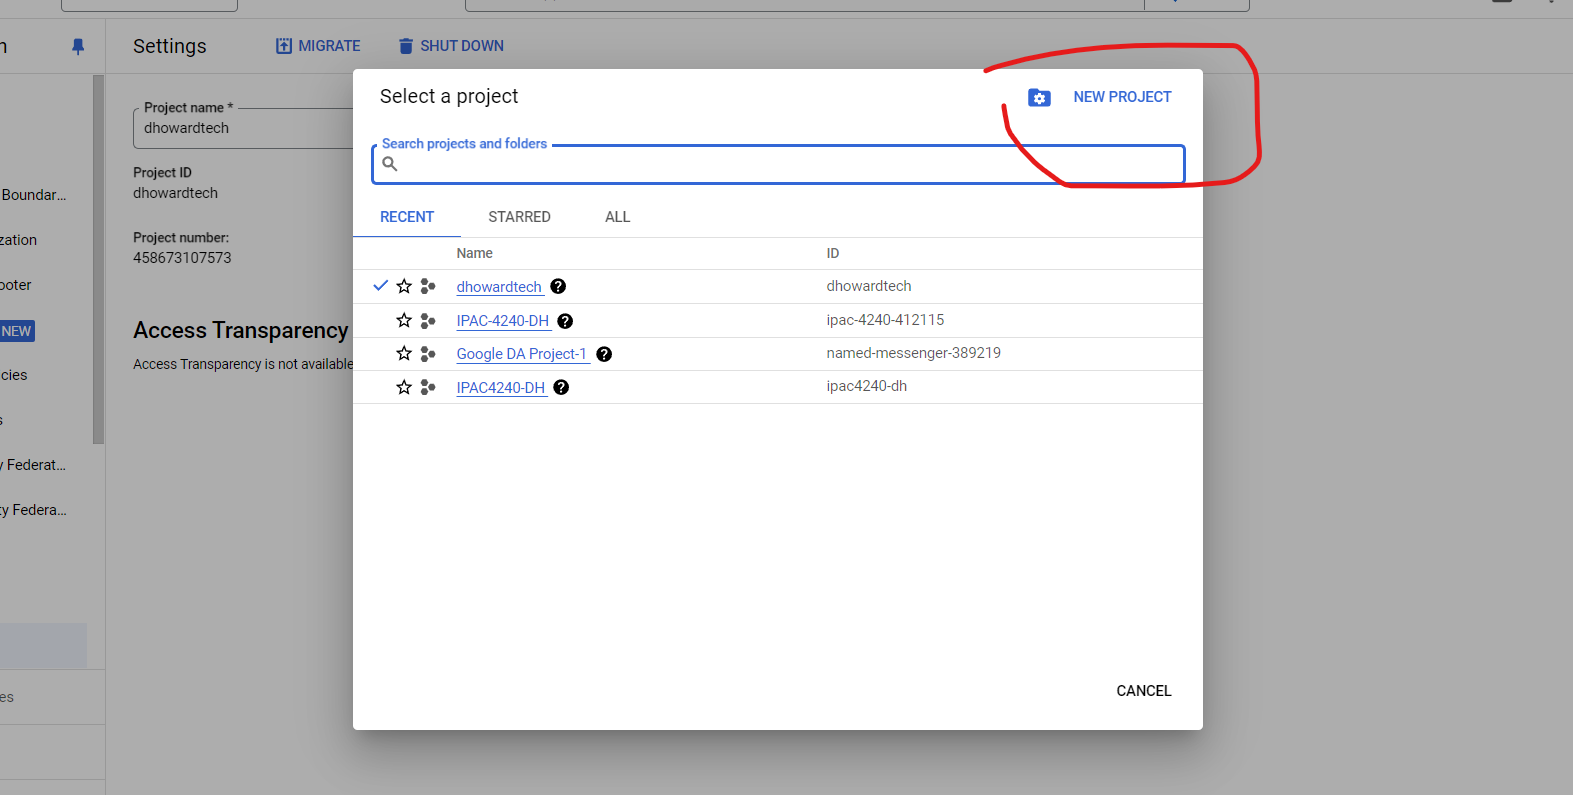 Settings
MIGRATE
SHUT DOWN
Project name *
dhowardtech
Project ID
dhowardtech
Project number:
458673107573
Access Transparency
Access Transparency is not available
Boundar...
zation
ooter
NEW
cies
s
y Federat...
ty Federa...
es
Select a project
NEW PROJECT
Search projects and folders
RECENT STARRED ALL
Name ID
dhowardtech dhowardtech
IPAC-4240-DH ipac-4240-412115
Google DA Project-1 named-messenger-389219
IPAC4240-DH ipac4240-dh
CANCEL